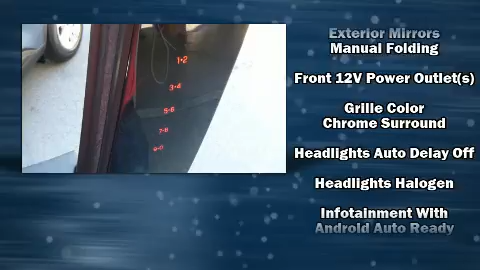 Exterior Mirrors
Manual Folding
Front 12V Power Outlet(s)
Grille Color
Chrome Surround
Headlights Auto Delay Off
Headlights Halogen
Infotainment With
Android Auto Ready
1•2
3•4
5•6
7•8